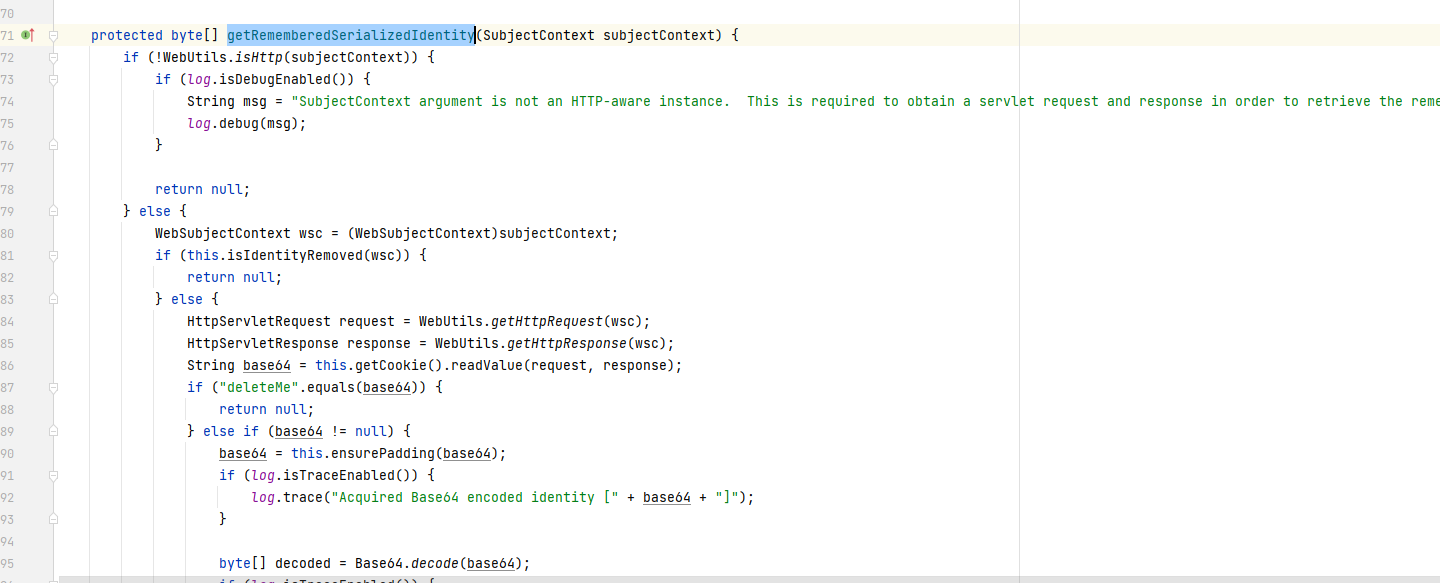 70
71 protected byte[] getRememberedSerializedIdentity(SubjectContext subjectContext) {
72 if (!WebUtils.isHttp(subjectContext)) {
73 if (log.isDebugEnabled()) {
74 String msg = "SubjectContext argument is not an HTTP-aware instance.  This is required to obtain a servlet request and response in order to retrieve the reme
75 log.debug(msg);
76 }
77
78 return null;
79 } else {
80 WebSubjectContext wsc = (WebSubjectContext)subjectContext;
81 if (this.isIdentityRemoved(wsc)) {
82 return null;
83 } else {
84 HttpServletRequest request = WebUtils.getHttpRequest(wsc);
85 HttpServletResponse response = WebUtils.getHttpResponse(wsc);
86 String base64 = this.getCookie().readValue(request, response);
87 if ("deleteMe".equals(base64)) {
88 return null;
89 } else if (base64 != null) {
90 base64 = this.ensurePadding(base64);
91 if (log.isTraceEnabled()) {
92 log.trace("Acquired Base64 encoded identity [" + base64 + "]");
93 }
94
95 byte[] decoded = Base64.decode(base64);
if (log.isTraceEnabled()) {